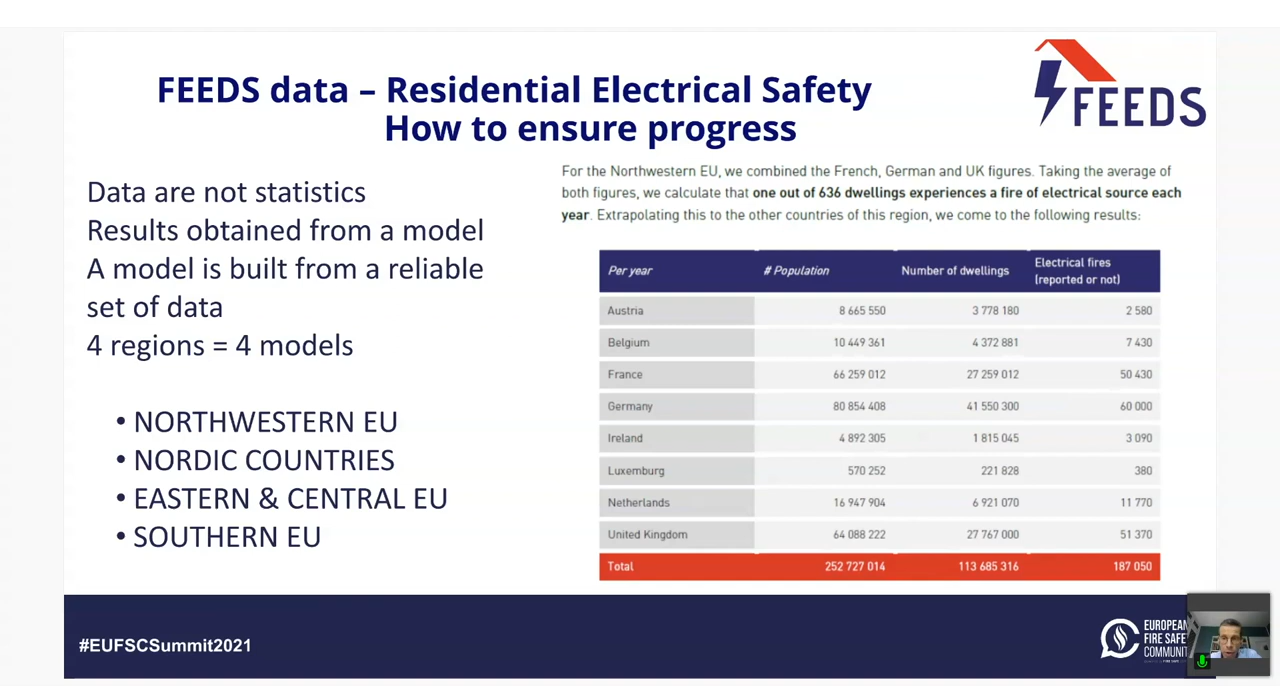 FEEDS data – Residential Electrical Safety
How to ensure progress
FEEDS
Data are not statistics
Results obtained from a model
A model is built from a reliable
set of data
4 regions = 4 models
• NORTHWESTERN EU
• NORDIC COUNTRIES
• EASTERN & CENTRAL EU
• SOUTHERN EU
For the Northwestern EU, we combined the French, German and UK figures. Taking the average of
both figures, we calculate that one out of 636 dwellings experiences a fire of electrical source each
year. Extrapolating this to the other countries of this region, we come to the following results:
Per year # Population Number of dwellings Electrical fires (reported or not)
Austria 8 665 550 3 778 180 2 580
Belgium 10 449 361 4 372 881 7 430
France 66 259 012 27 259 012 50 430
Germany 80 854 408 41 550 300 60 000
Ireland 4 892 305 1 815 045 3 090
Luxemburg 570 252 221 828 380
Netherlands 16 947 904 6 921 070 11 770
United Kingdom 64 088 222 27 767 000 51 370
Total 252 727 014 113 685 316 187 050
#EUFSCSummit2021
EUROPEAN
FIRE SAFE
COMMUNI